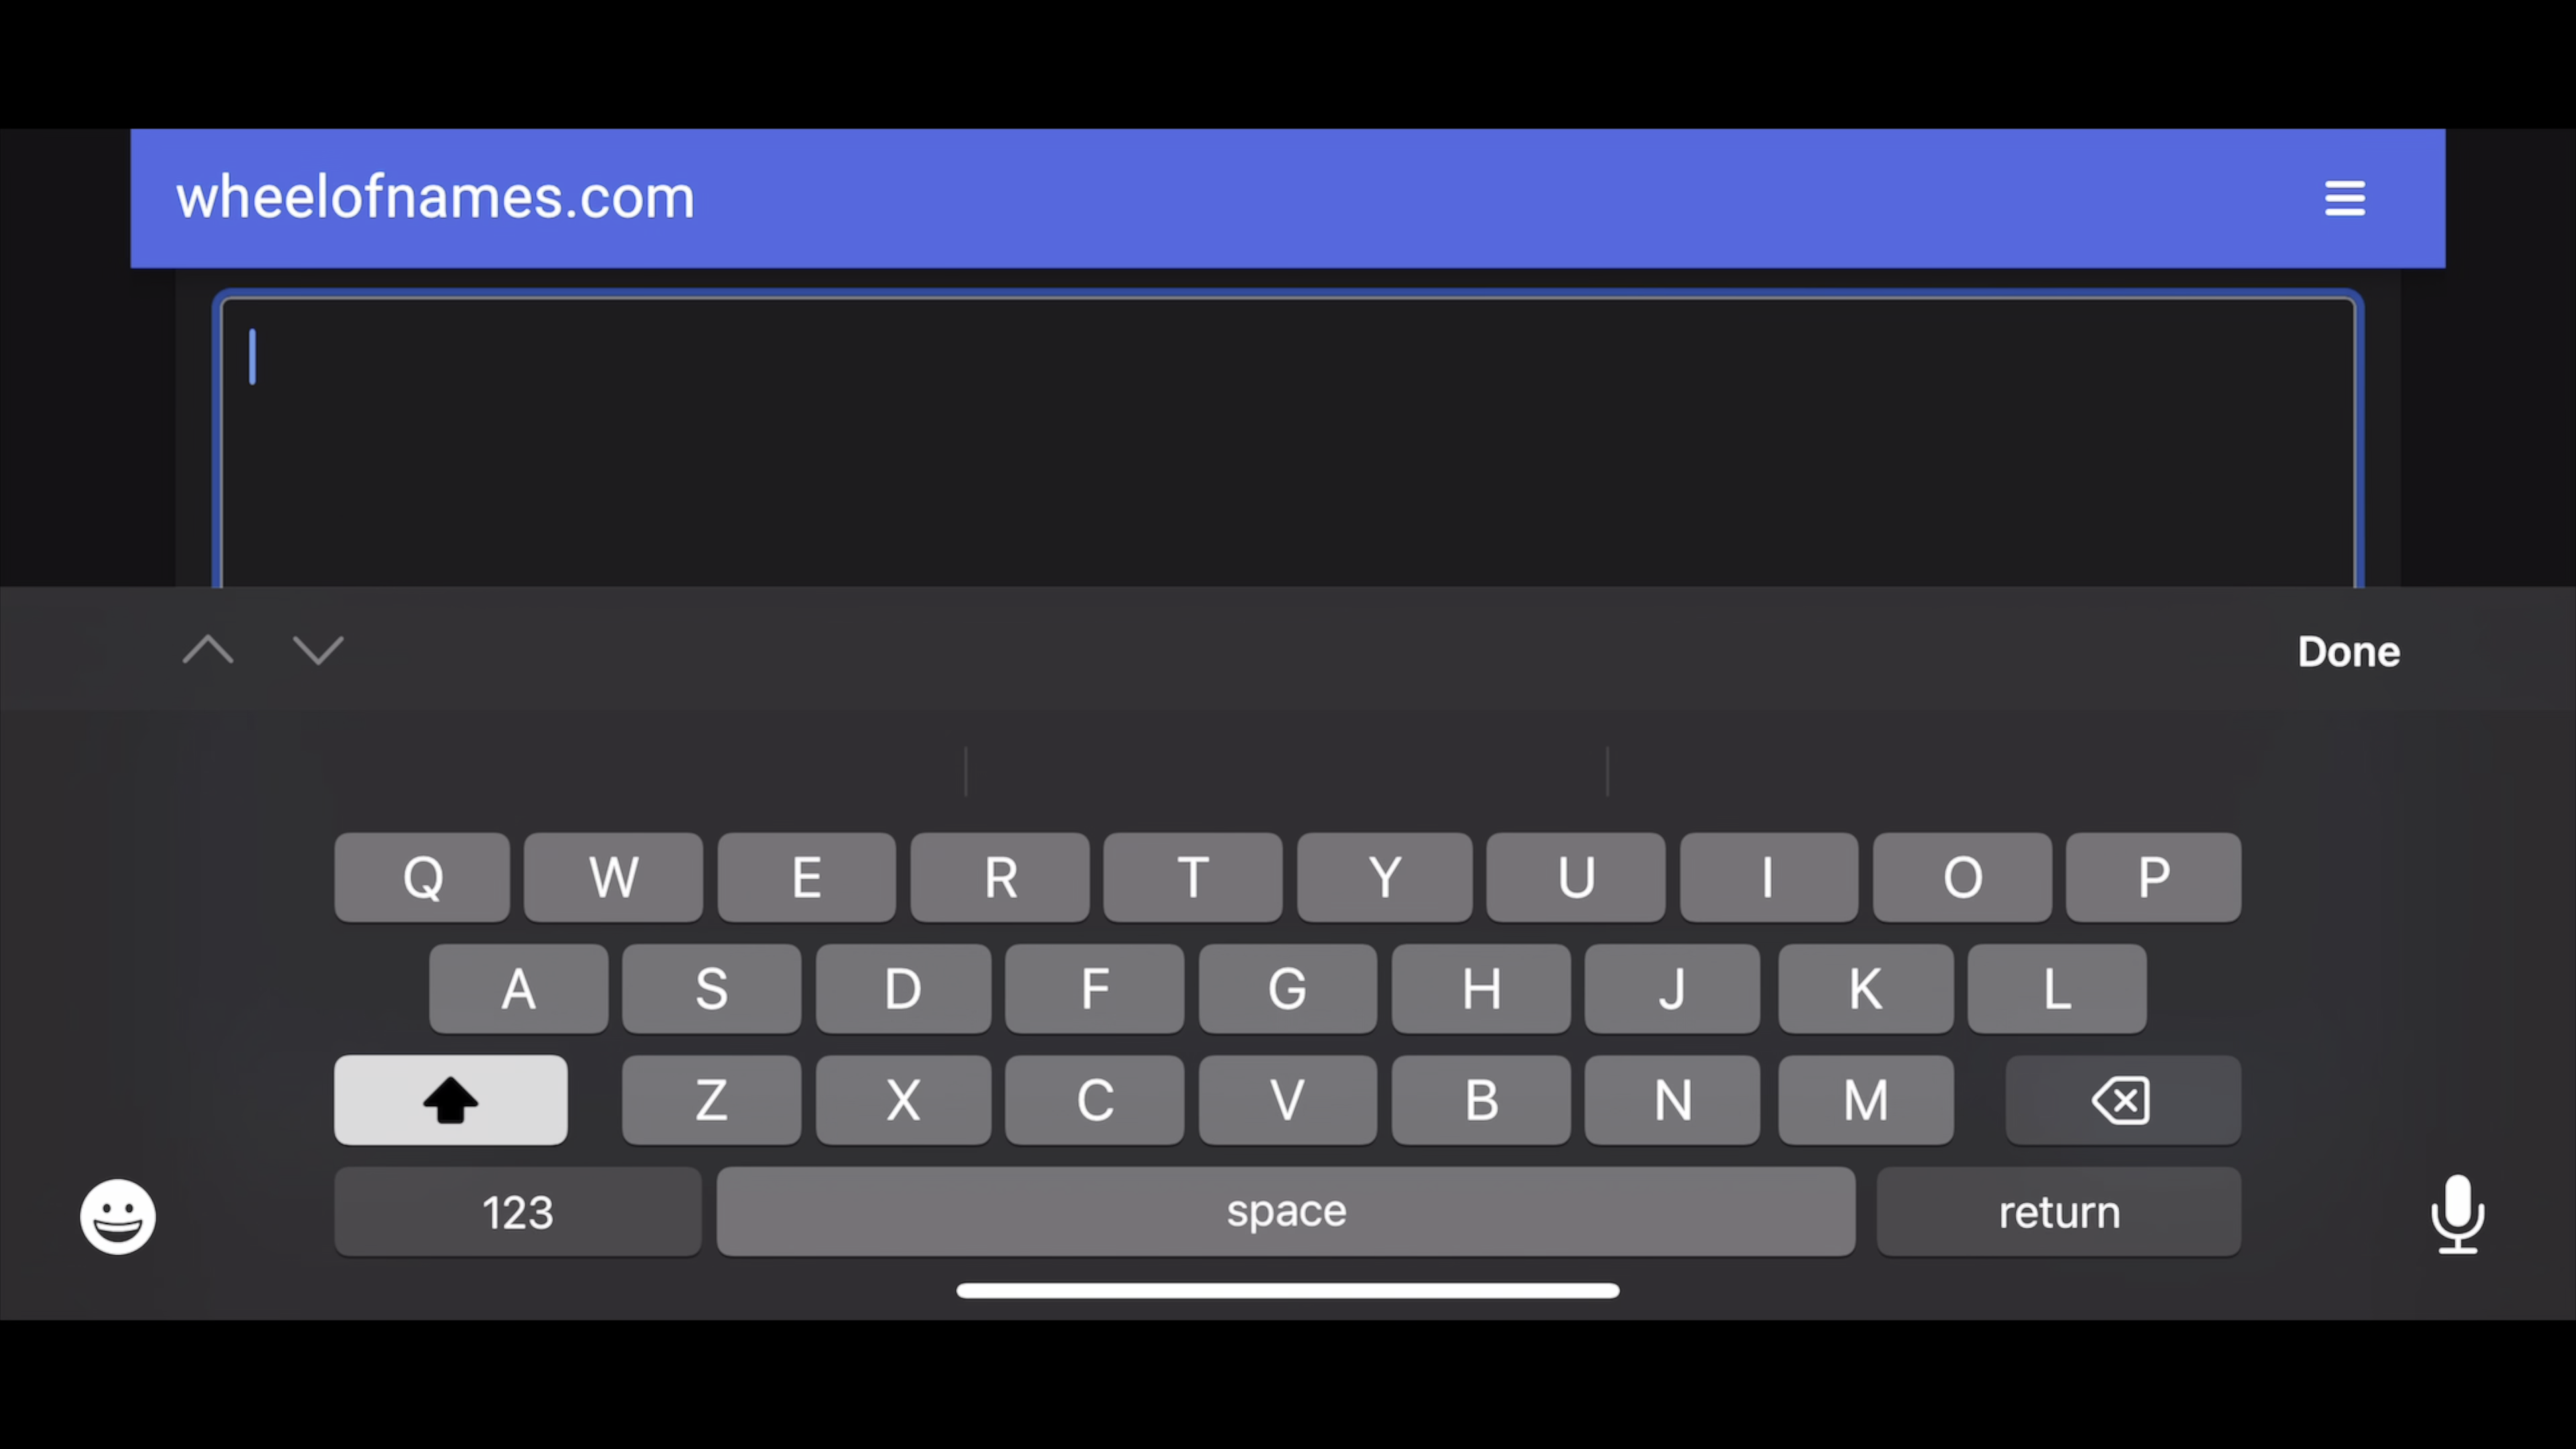 wheelofnames.com
Done
Q W E R T Y U I O P
A S D F G H J K L
Z X C V B N M
123 space return